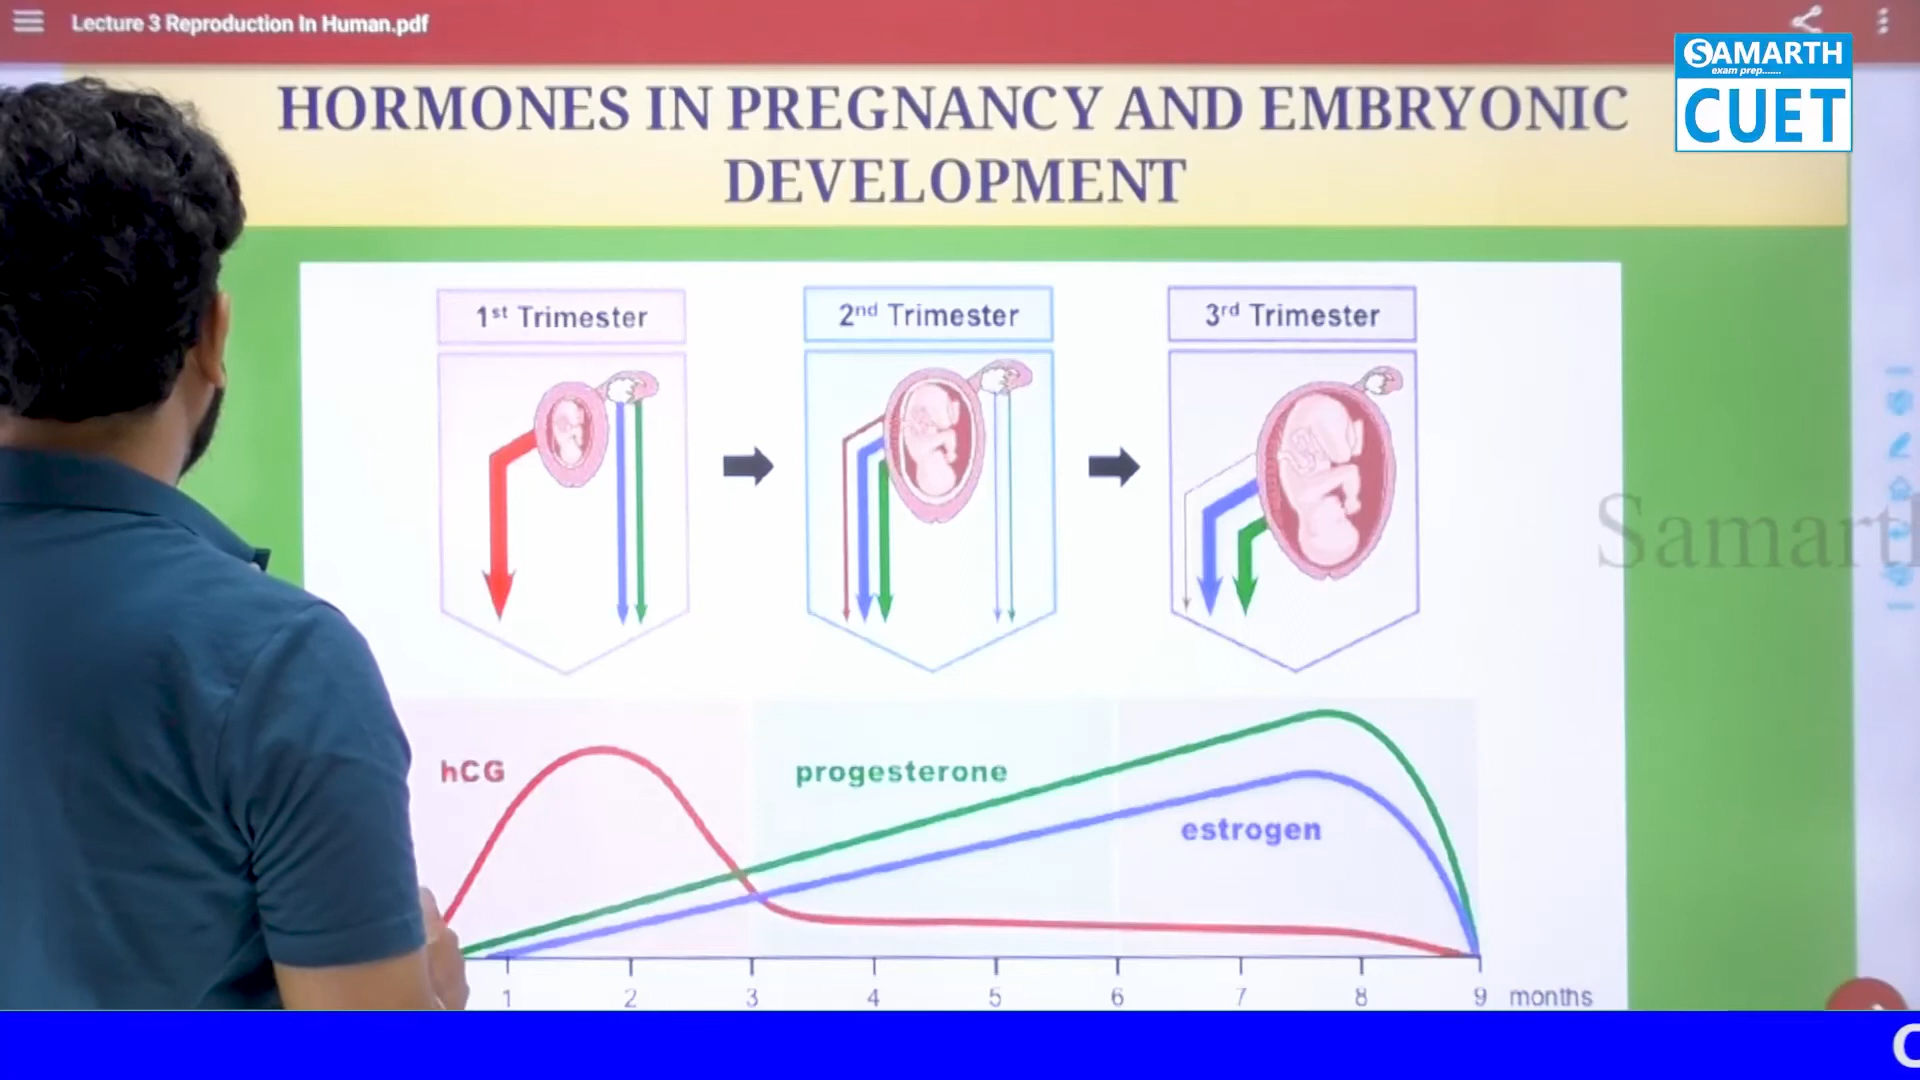 Lecture 3 Reproduction In Human.pdf
SAMARTH
exam prep.......
CUET
HORMONES IN PREGNANCY AND EMBRYONIC
DEVELOPMENT
1st Trimester
2nd Trimester
3rd Trimester
Samarth
hCG
progesterone
estrogen
1 2 3 4 5 6 7 8 9 months